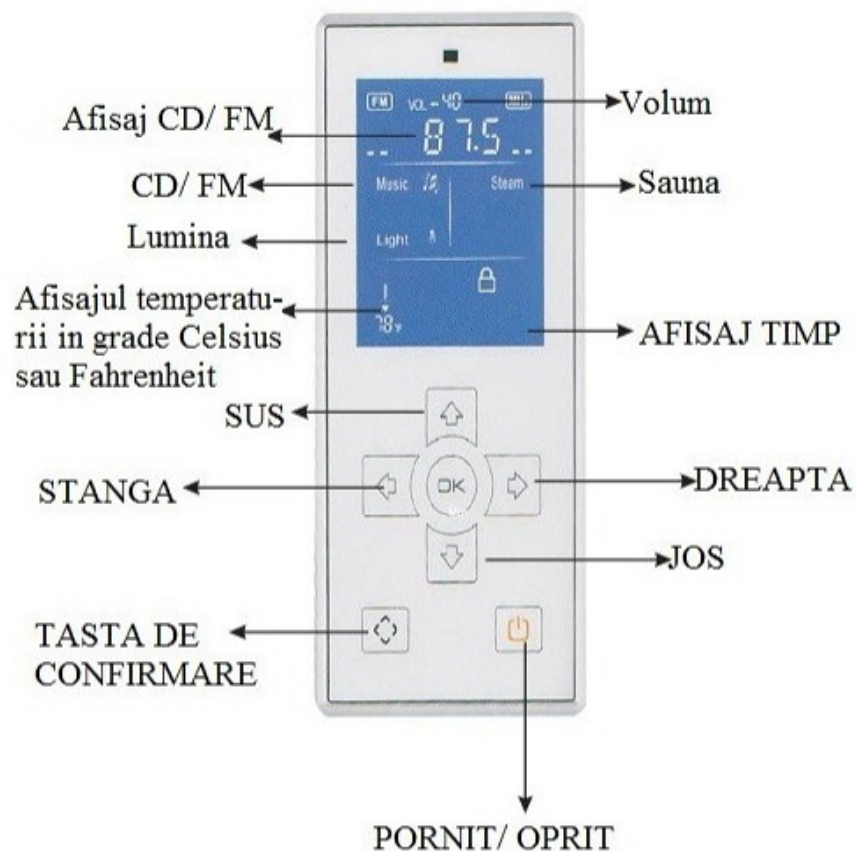 FM VOL - 40
Volum
Afisaj CD/ FM
87.5
-- --
CD/ FM
Music
Steam
Sauna
Lumina
Light
Afisajul temperatu-
rii in grade Celsius
sau Fahrenheit
78
AFISAJ TIMP
SUS
STANGA
OK
DREAPTA
JOS
TASTA DE
CONFIRMARE
PORNIT/ OPRIT